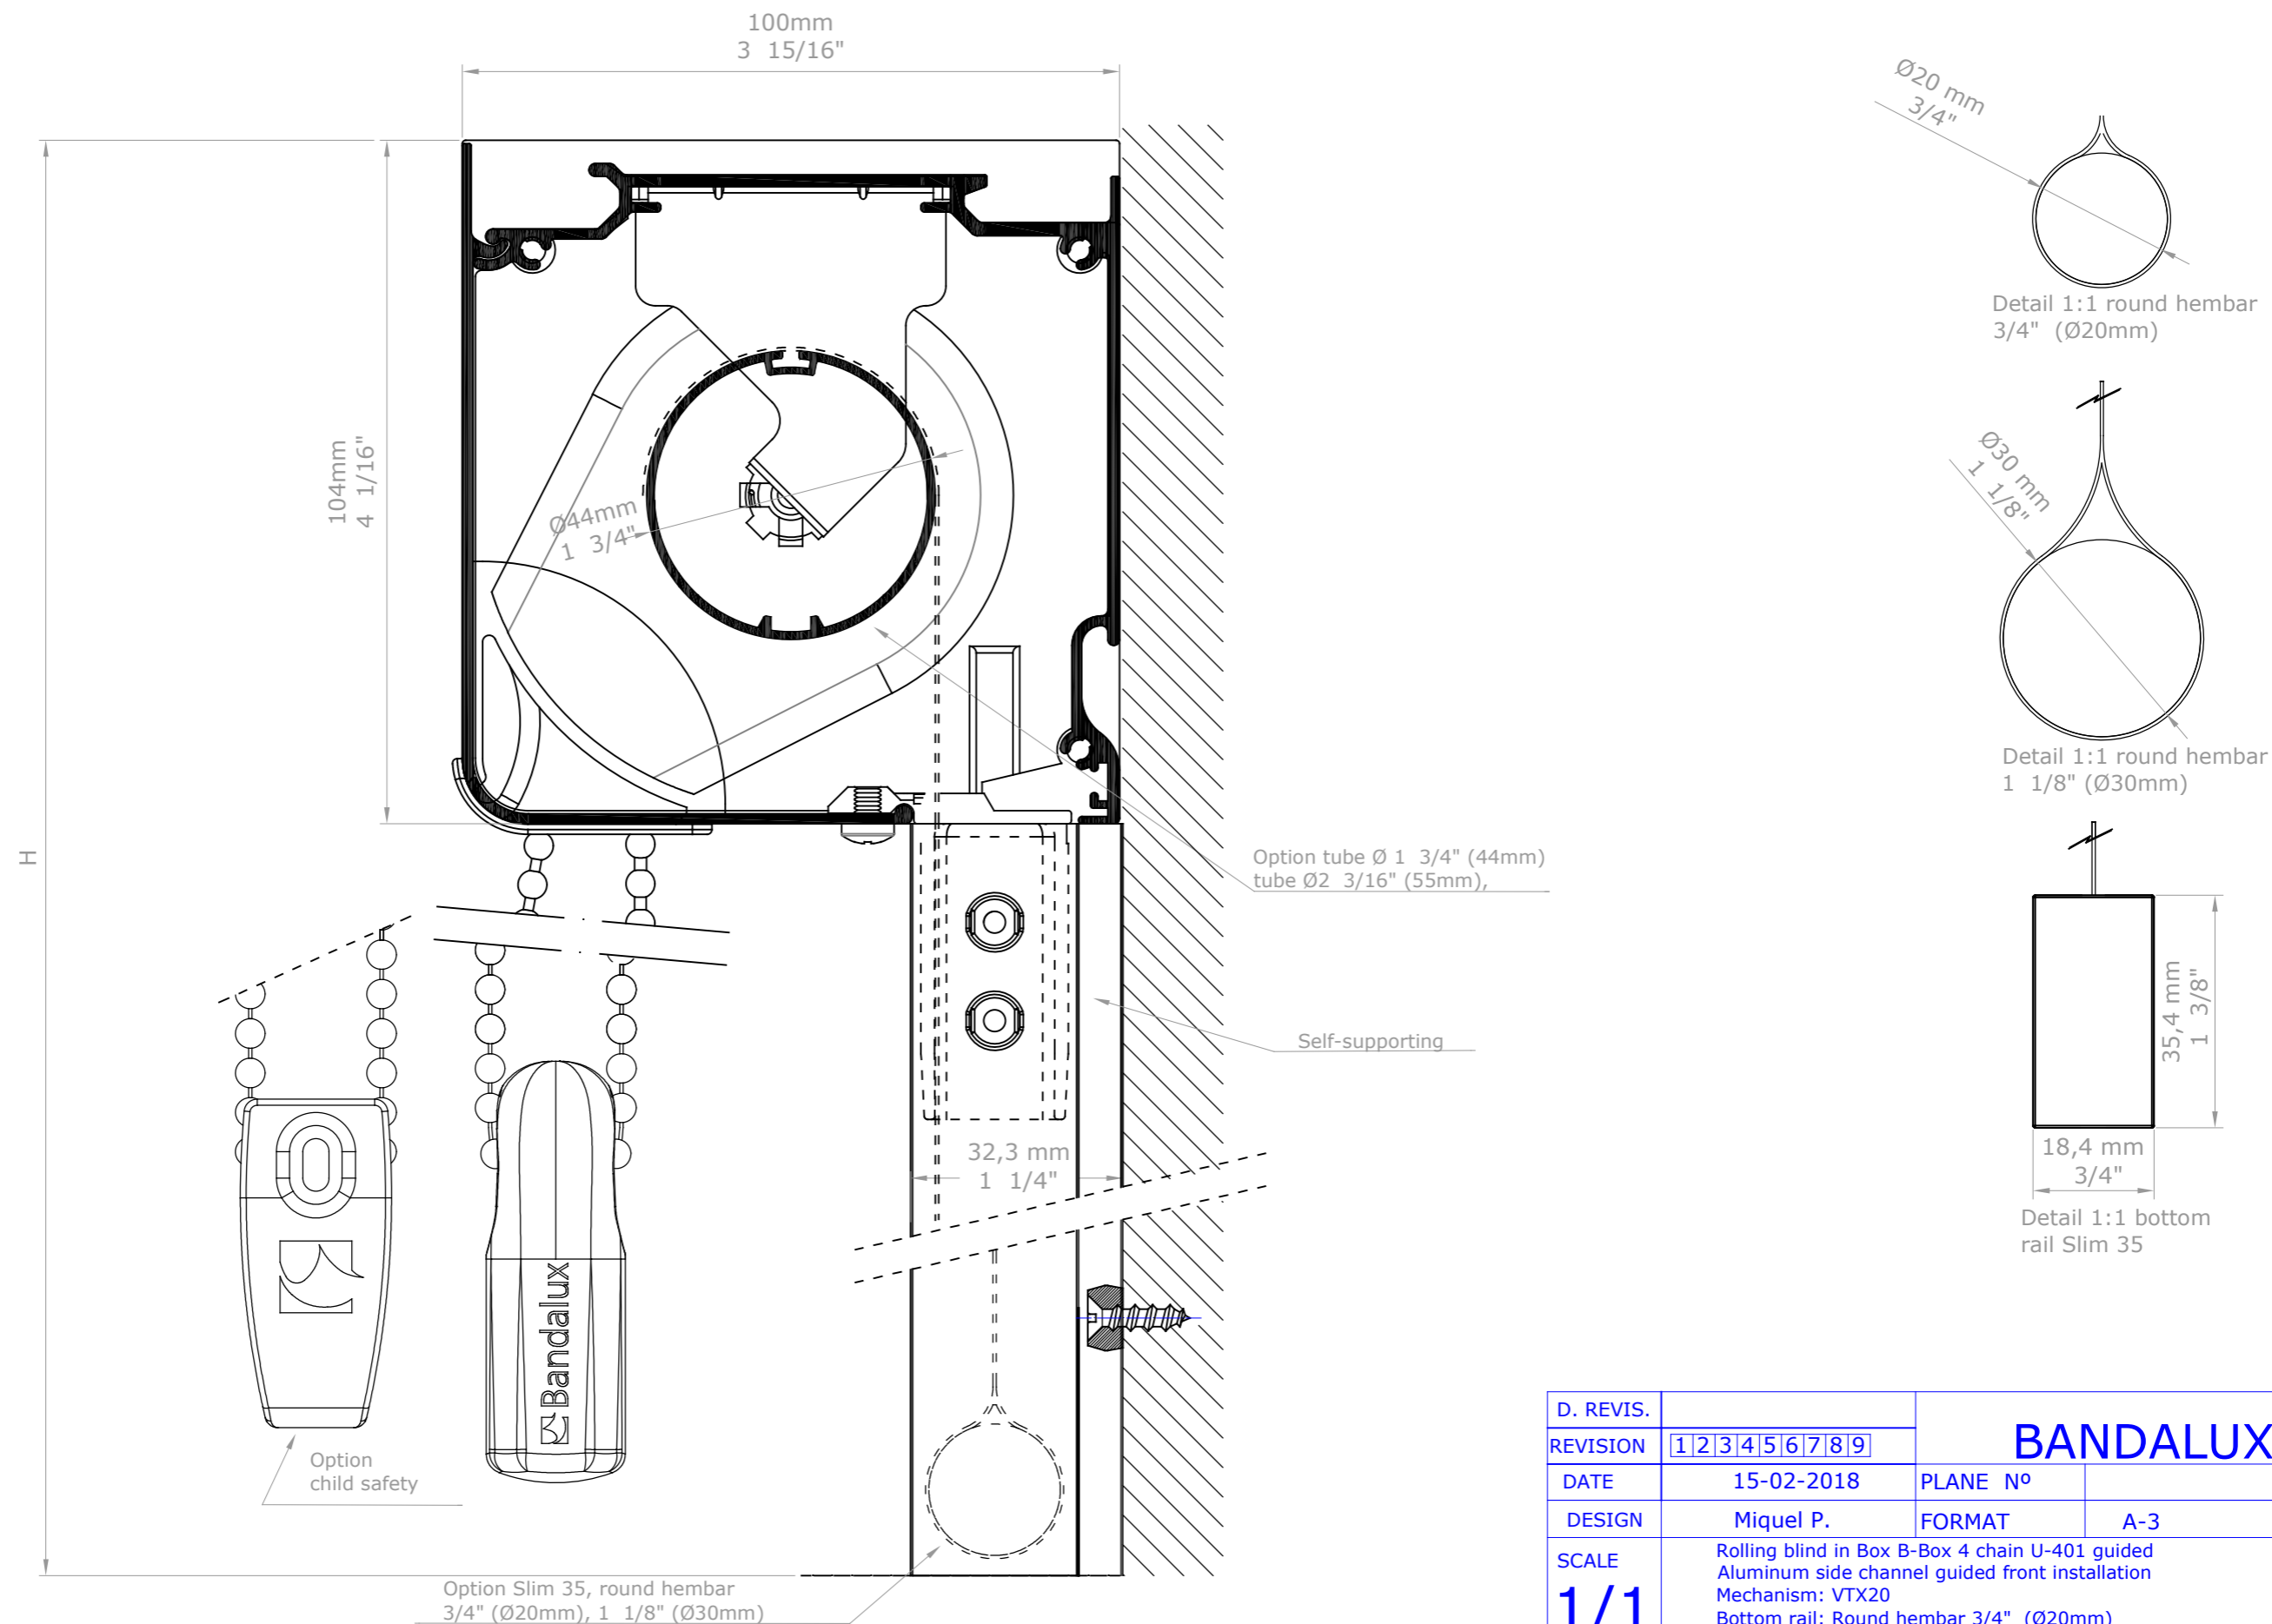 100mm
3 15/16"
104mm
4 1/16"
H
Ø44mm
1 3/4"
Option tube Ø 1 3/4" (44mm)
tube Ø2 3/16" (55mm),
Self-supporting
32,3 mm
1 1/4"
Bandalux
Option
child safety
Option Slim 35, round hembar
3/4" (Ø20mm), 1 1/8" (Ø30mm)
Ø20 mm
3/4"
Detail 1:1 round hembar
3/4" (Ø20mm)
Ø30 mm
1 1/8"
Detail 1:1 round hembar
1 1/8" (Ø30mm)
35,4 mm
1 3/8"
18,4 mm
3/4"
Detail 1:1 bottom
rail Slim 35
D. REVIS.
REVISION 1 2 3 4 5 6 7 8 9
BANDALUX
DATE 15-02-2018 PLANE Nº
DESIGN Miquel P. FORMAT A-3
SCALE
1/1
Rolling blind in Box B-Box 4 chain U-401 guided
Aluminum side channel guided front installation
Mechanism: VTX20
Bottom rail: Round hembar 3/4" (Ø20mm)